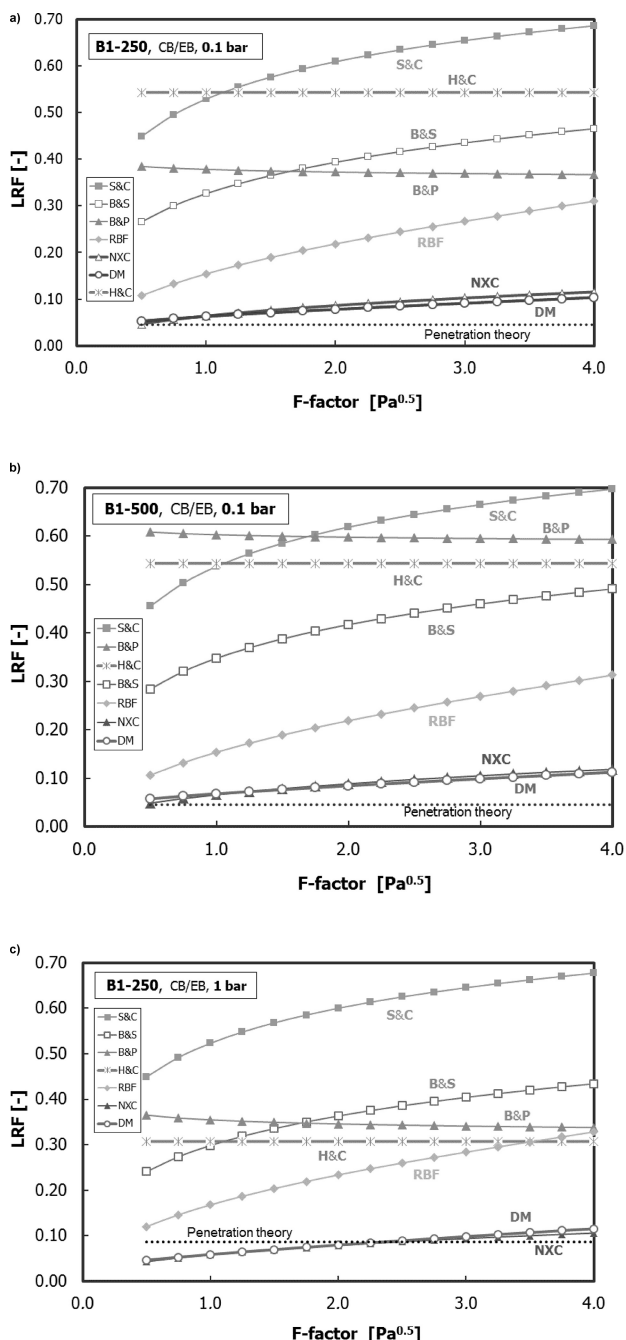 a)
0.70
B1-250, CB/EB, 0.1 bar
S&C
0.60
H&C
0.50
B&S
0.40
B&P
LRF [-]
S&C
B&S
B&P
RBF
NXC
DM
H&C
0.30
RBF
0.20
NXC
0.10
DM
Penetration theory
0.00
0.0 1.0 2.0 3.0 4.0
F-factor [Pa0.5]
b)
0.70
B1-500, CB/EB, 0.1 bar
S&C
B&P
0.60
H&C
0.50
B&S
0.40
LRF [-]
S&C
B&P
H&C
B&S
RBF
NXC
DM
0.30
RBF
0.20
NXC
0.10
DM
Penetration theory
0.00
0.0 1.0 2.0 3.0 4.0
F-factor [Pa0.5]
c)
0.70
B1-250, CB/EB, 1 bar
S&C
0.60
LRF [-]
S&C
B&S
B&P
H&C
RBF
NXC
DM
0.50
B&S
0.40
B&P
0.30
H&C
RBF
0.20
DM
Penetration theory
0.10
NXC
0.00
0.0 1.0 2.0 3.0 4.0
F-factor [Pa0.5]